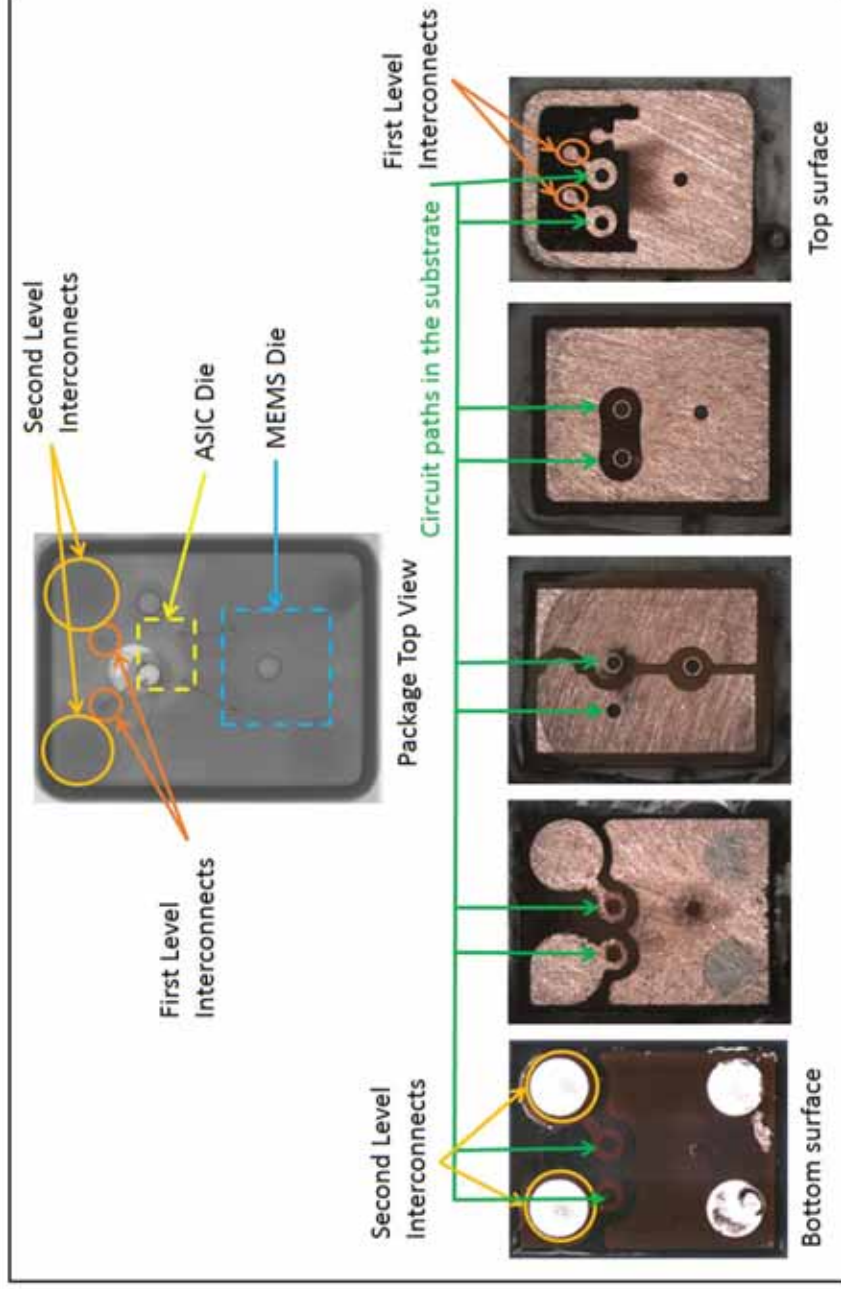 Second Level
Interconnects
First Level
Interconnects
ASIC Die
MEMS Die
Package Top View
Second Level
Interconnects
Circuit paths in the substrate
First Level
Interconnects
Bottom surface
Top surface